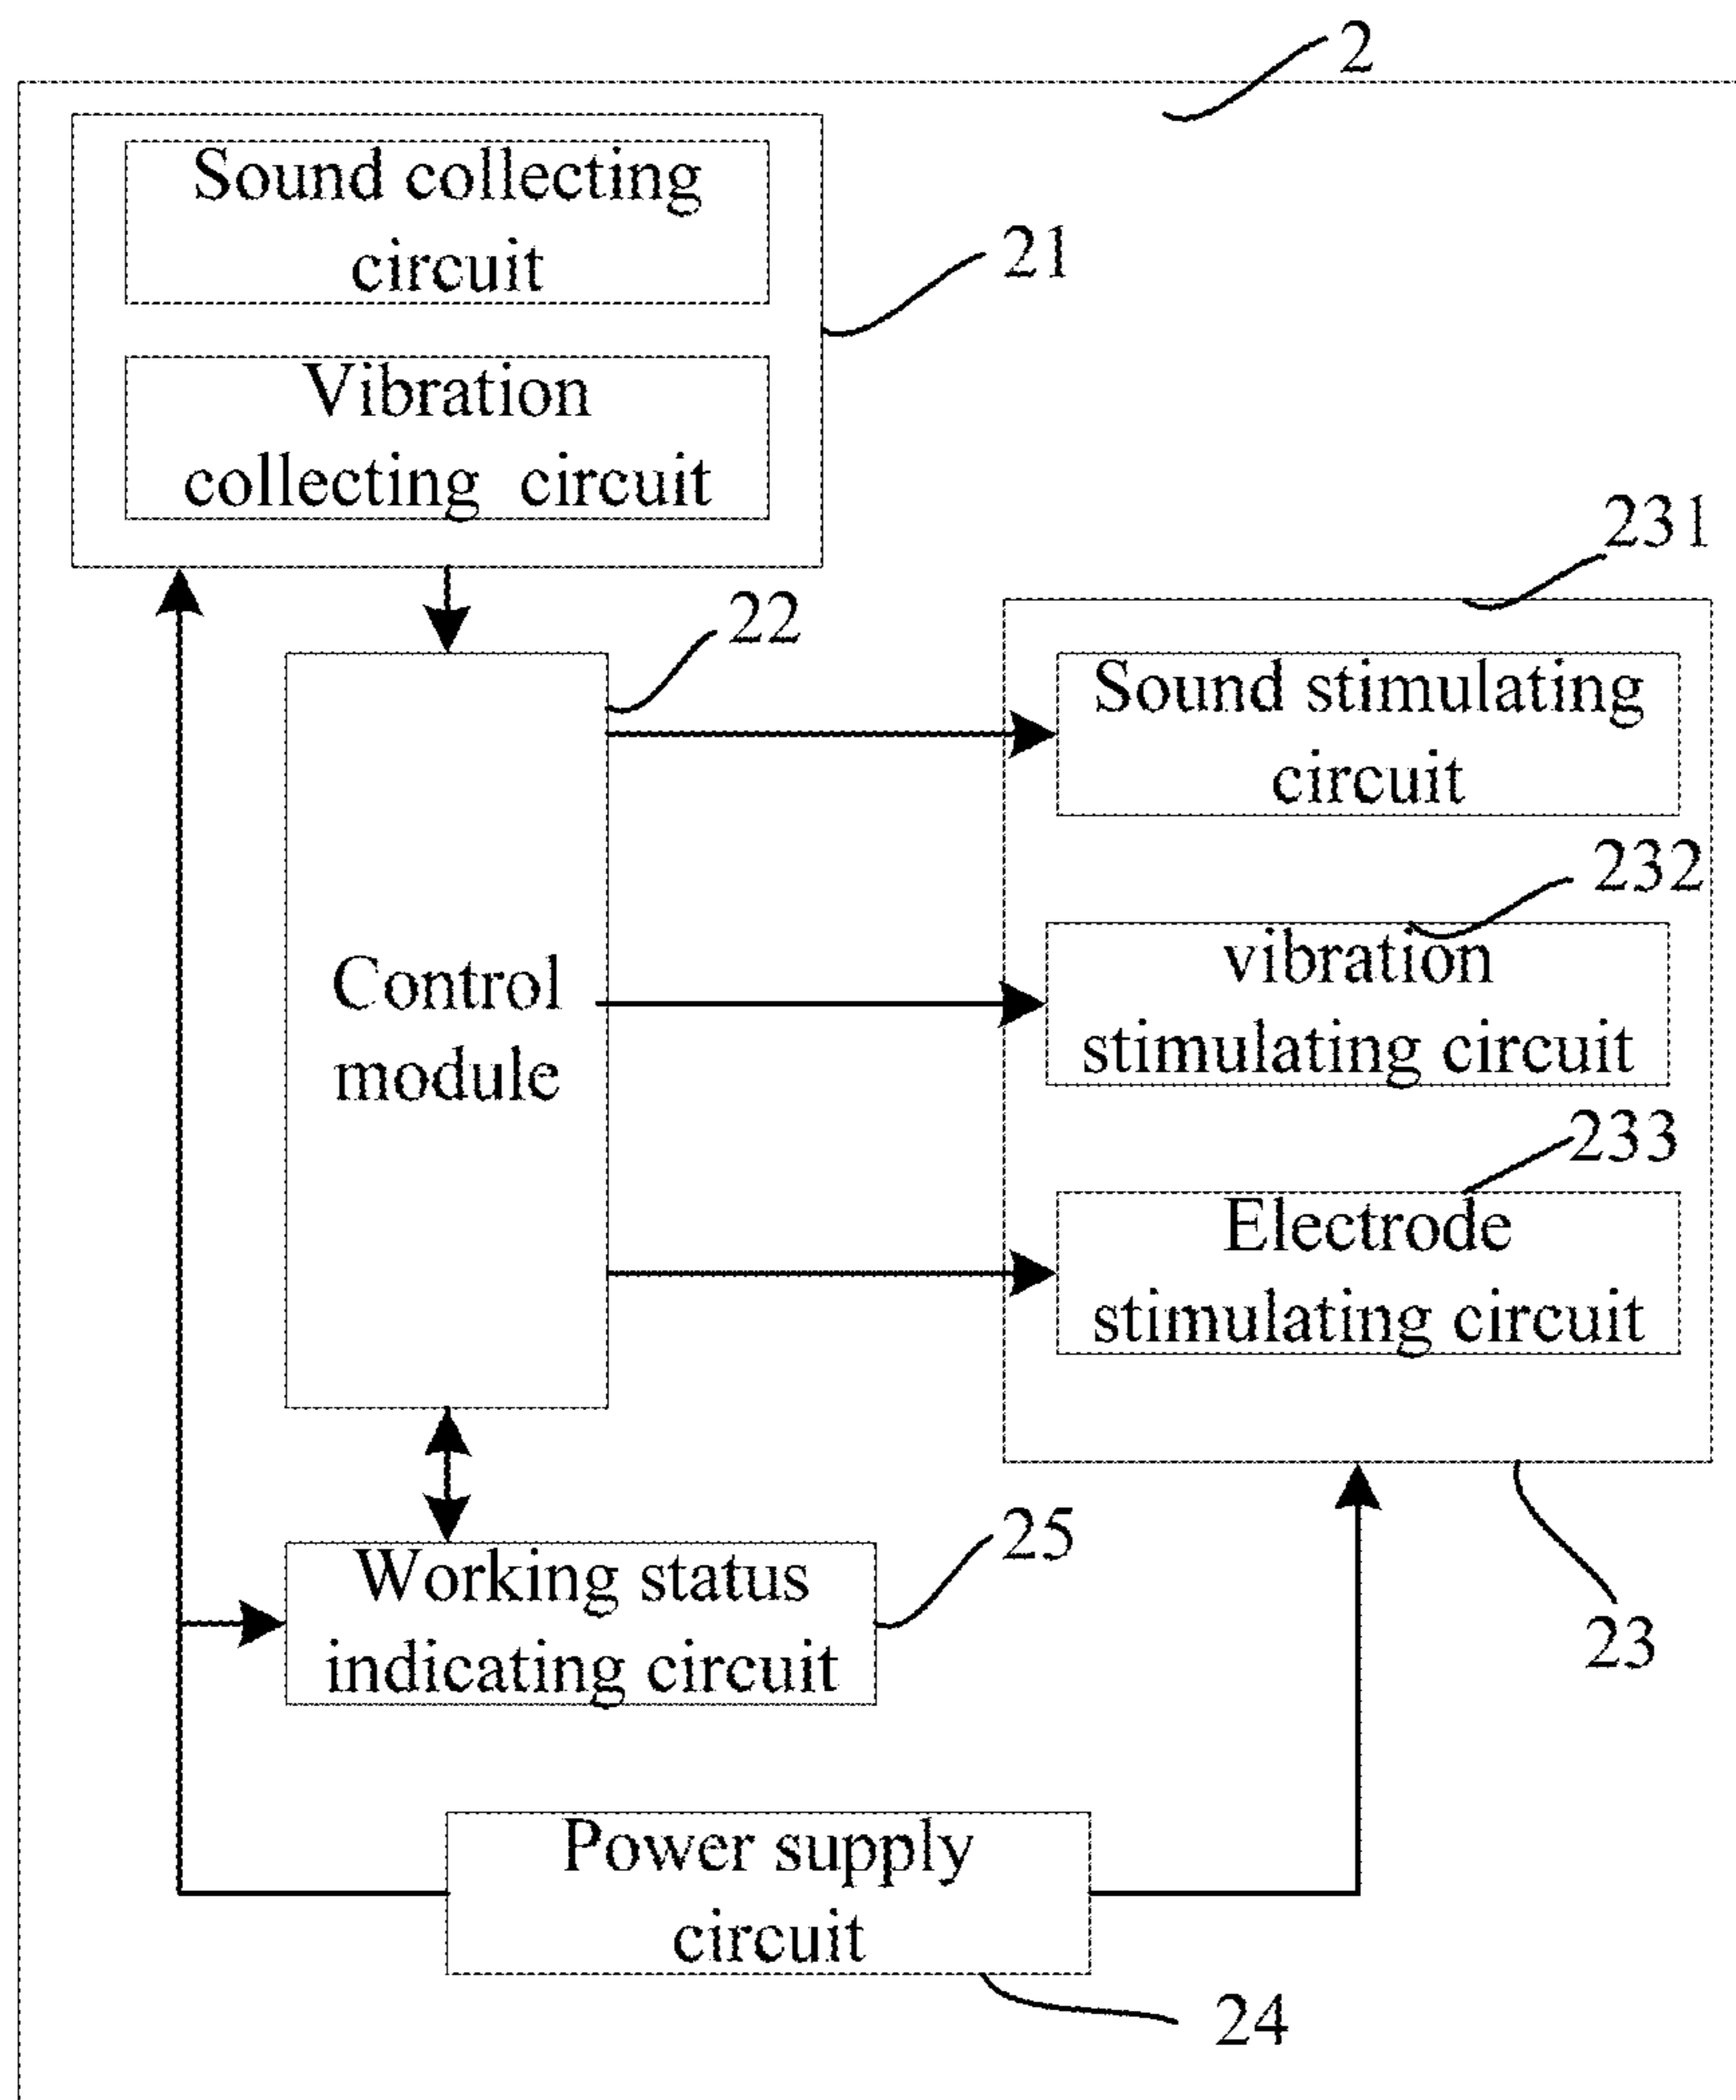 2
Sound collecting
circuit
21
Vibration
collecting circuit
231
22
Sound stimulating
circuit
232
vibration
stimulating circuit
Control
module
233
Electrode
stimulating circuit
25
Working status
indicating circuit
23
Power supply
circuit
24